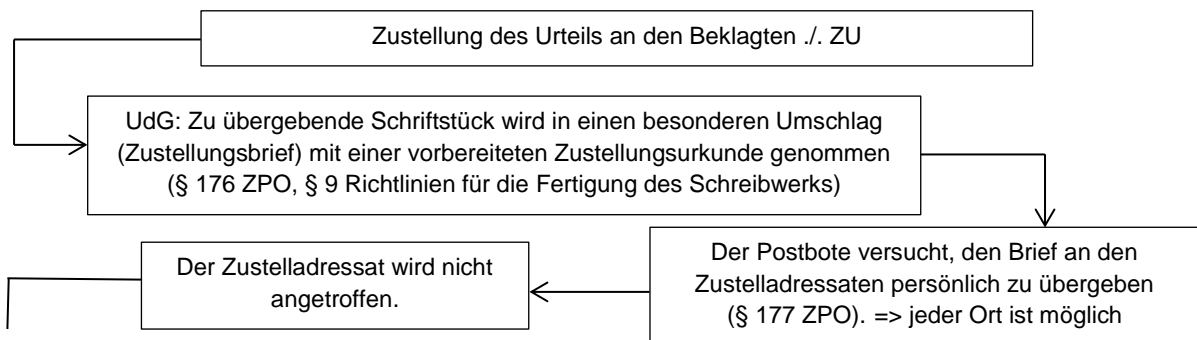 Zustellung des Urteils an den Beklagten ./. ZU
UdG: Zu übergebende Schriftstück wird in einen besonderen Umschlag
(Zustellungsbrief) mit einer vorbereiteten Zustellungsurkunde genommen
(§ 176 ZPO, § 9 Richtlinien für die Fertigung des Schreibwerks)
Der Postbote versucht, den Brief an den
Zustelladressaten persönlich zu übergeben
(§ 177 ZPO). => jeder Ort ist möglich
Der Zustelladressat wird nicht
angetroffen.